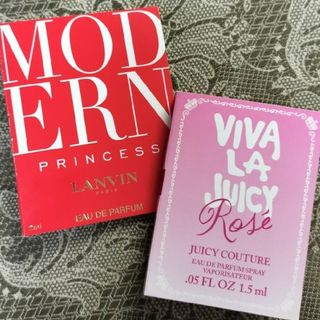 MOD
ERN
PRINCESS
LANVIN
PARIS
EAU DE PARFUM
VIVA
LA
JUICY
Rosé
JUICY COUTURE
EAU DE PARFUM SPRAY
VAPORISATEUR
.05 FL OZ 1.5 ml